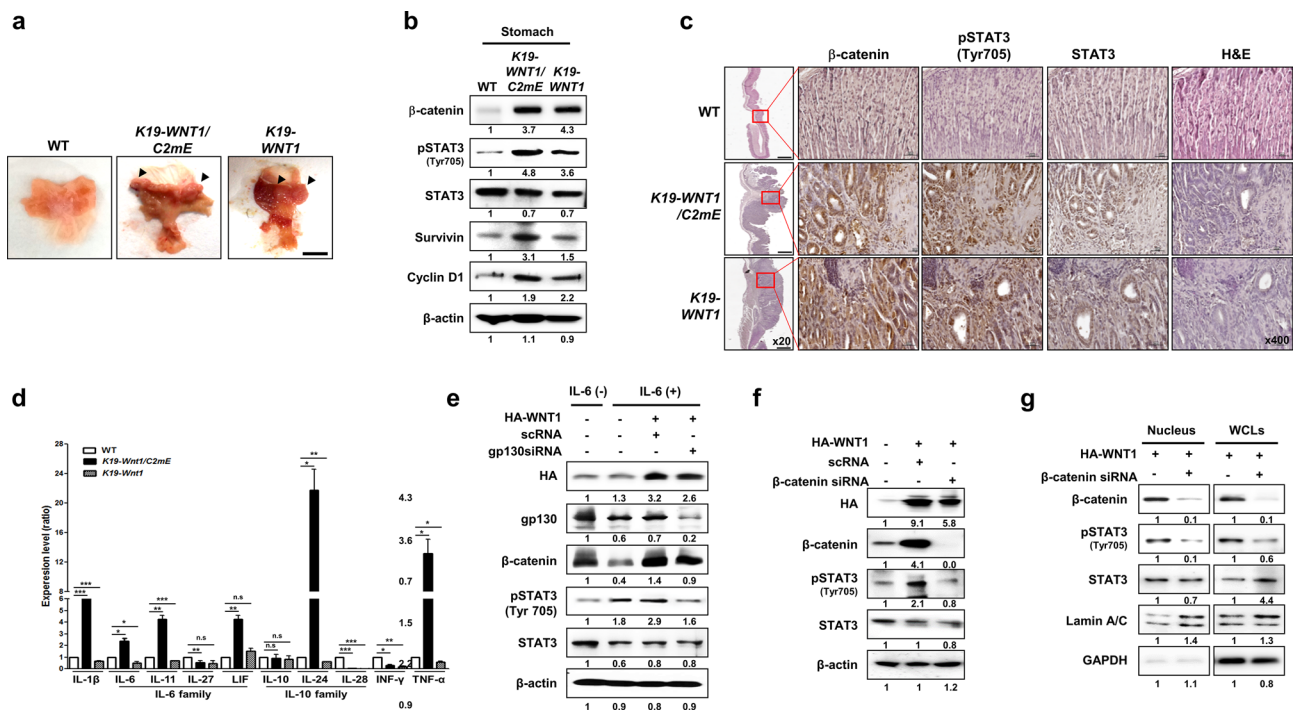 a
WT
K19-WNT1/
C2mE
K19-
WNT1
b
Stomach
WT
K19-
WNT1/
C2mE
K19-
WNT1
β-catenin
1 3.7 4.3
pSTAT3
(Tyr705)
1 4.8 3.6
STAT3
1 0.7 0.7
Survivin
1 3.1 1.5
Cyclin D1
1 1.9 2.2
β-actin
1 1.1 0.9
c
β-catenin
pSTAT3
(Tyr705)
STAT3
H&E
WT
K19-WNT1
/C2mE
K19-
WNT1
x20
x400
d
Experesion level (ratio)
28
24
20
16
12
8
6
5
4
3
2
1
0
WT
K19-Wnt1/C2mE
K19-Wnt1
*** *** * * ** *** ** n.s ** n.s n.s n.s * ** *** *** * ** * *
4.3
3.6
0.7
1.5
2.2
0.9
IL-1β IL-6 IL-11 IL-27 LIF IL-10 IL-24 IL-28 INF-γ TNF-α
IL-6 family
IL-10 family
e
IL-6 (-) IL-6 (+)
HA-WNT1 - - + +
scRNA - - + -
gp130siRNA - - - +
HA
1 1.3 3.2 2.6
gp130
1 0.6 0.7 0.2
β-catenin
1 0.4 1.4 0.9
pSTAT3
(Tyr 705)
1 1.8 2.9 1.6
STAT3
1 0.6 0.8 0.8
β-actin
1 0.9 0.8 0.9
f
HA-WNT1 - + +
scRNA - + -
β-catenin siRNA - - +
HA
1 9.1 5.8
β-catenin
1 4.1 0.0
pSTAT3
(Tyr705)
1 2.1 0.8
STAT3
1 1 0.8
β-actin
1 1 1.2
g
Nucleus WCLs
HA-WNT1 + + + +
β-catenin siRNA - + - +
β-catenin
1 0.1 1 0.1
pSTAT3
(Tyr705)
1 0.1 1 0.6
STAT3
1 0.7 1 4.4
Lamin A/C
1 1.4 1 1.3
GAPDH
1 1.1 1 0.8